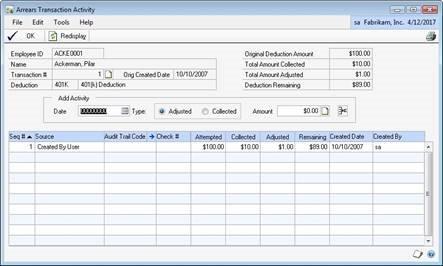 Arrears Transaction Activity
File Edit Tools Help sa Fabrikam, Inc. 4/12/2017
OK Redisplay
Employee ID ACKE0001 Original Deduction Amount $100.00
Name Ackerman, Pilar Total Amount Collected $10.00
Transaction # 1 Orig Created Date 10/10/2007 Total Amount Adjusted $1.00
Deduction 401K 401(k) Deduction Deduction Remaining $89.00
Add Activity
Date 00/00/0000 Type: Adjusted Collected Amount $0.00
Seq # Source Audit Trail Code Check # Attempted Collected Adjusted Remaining Created Date Created By
1 Created By User $100.00 $10.00 $1.00 $89.00 10/10/2007 sa